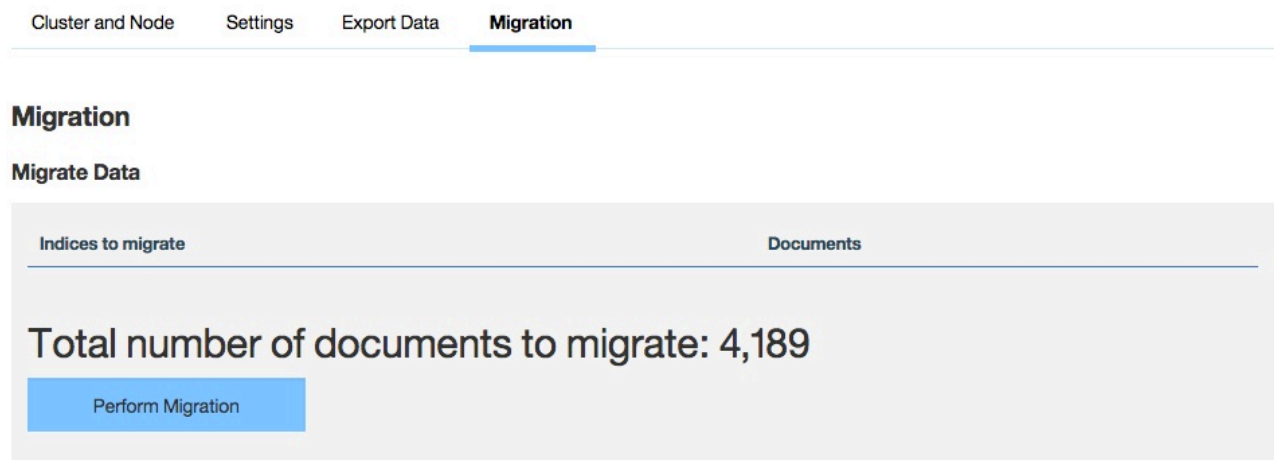 Cluster and Node Settings Export Data Migration
Migration
Migrate Data
Indices to migrate Documents
Total number of documents to migrate: 4,189
Perform Migration